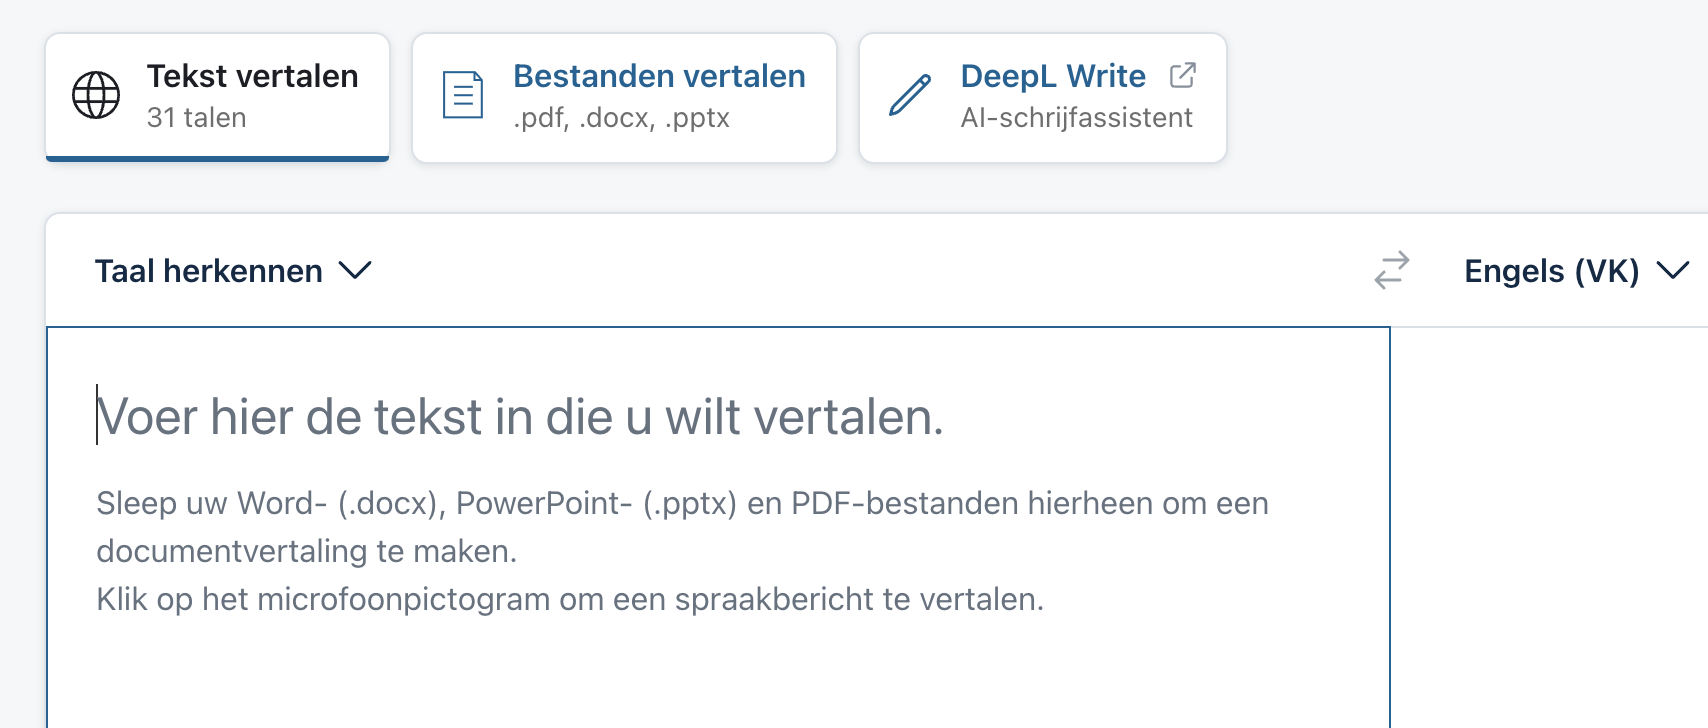 Tekst vertalen
31 talen
Bestanden vertalen
.pdf, .docx, .pptx
DeepL Write
AI-schrijfassistent
Taal herkennen
Engels (VK)
Voer hier de tekst in die u wilt vertalen.
Sleep uw Word- (.docx), PowerPoint- (.pptx) en PDF-bestanden hierheen om een
documentvertaling te maken.
Klik op het microfoonpictogram om een spraakbericht te vertalen.